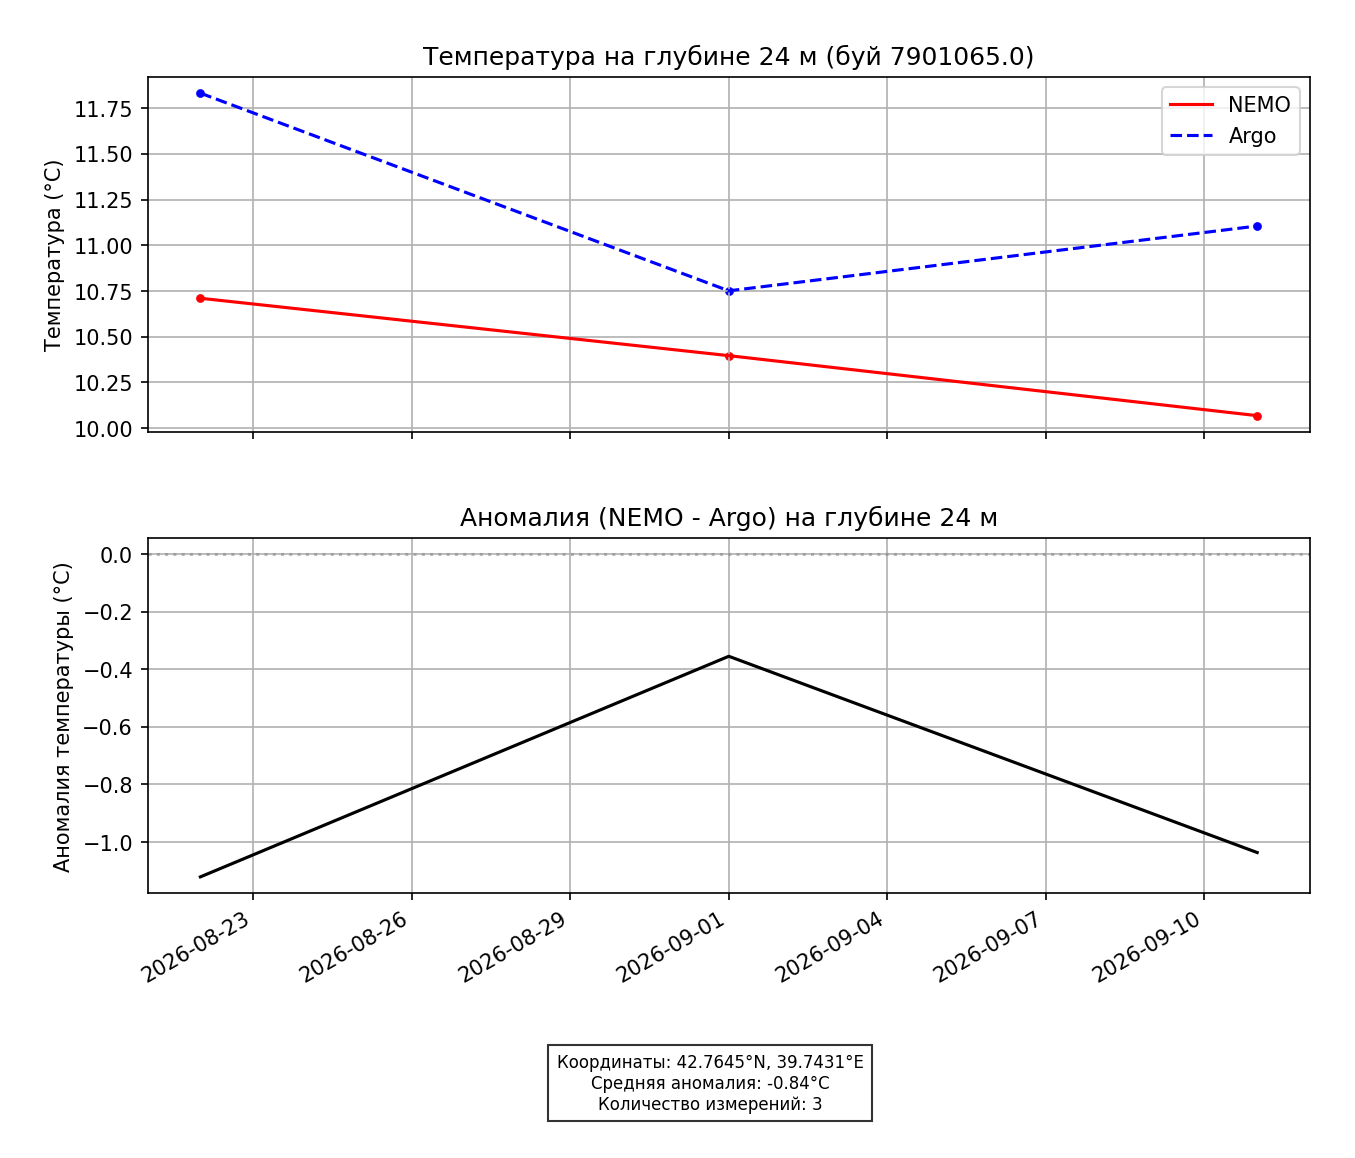 Температура на глубине 24 м (буй 7901065.0)
Температура (°C)
11.75
11.50
11.25
11.00
10.75
10.50
10.25
10.00
NEMO
Argo
Аномалия (NEMO - Argo) на глубине 24 м
Аномалия температуры (°C)
0.0
−0.2
−0.4
−0.6
−0.8
−1.0
2026-08-23
2026-08-26
2026-08-29
2026-09-01
2026-09-04
2026-09-07
2026-09-10
Координаты: 42.7645°N, 39.7431°E
Средняя аномалия: -0.84°C
Количество измерений: 3